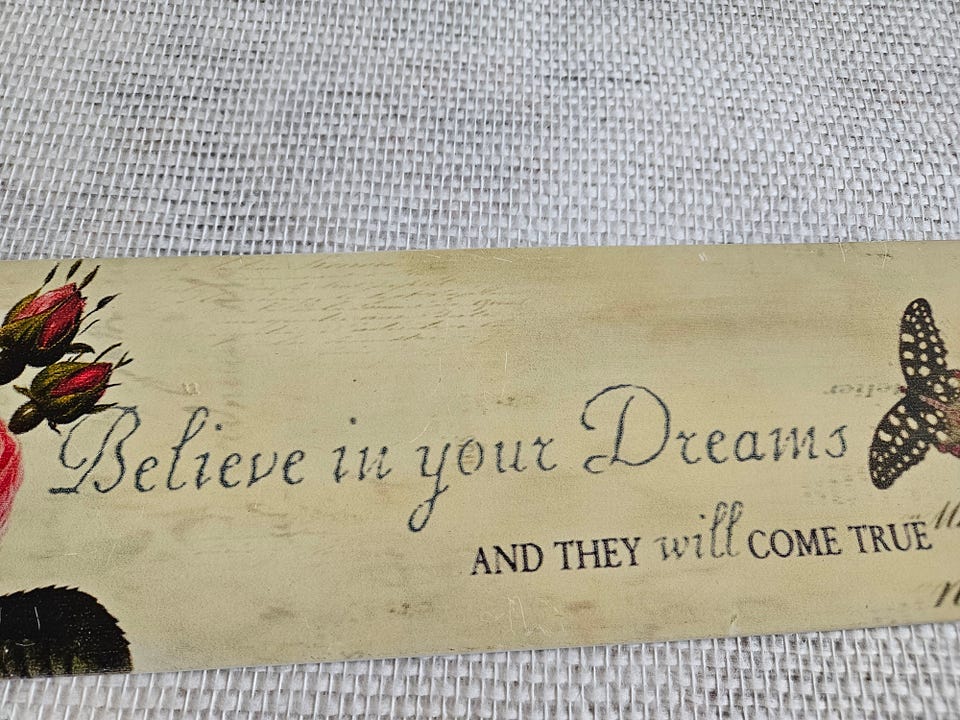 Believe in your Dreams
AND THEY will COME TRUE